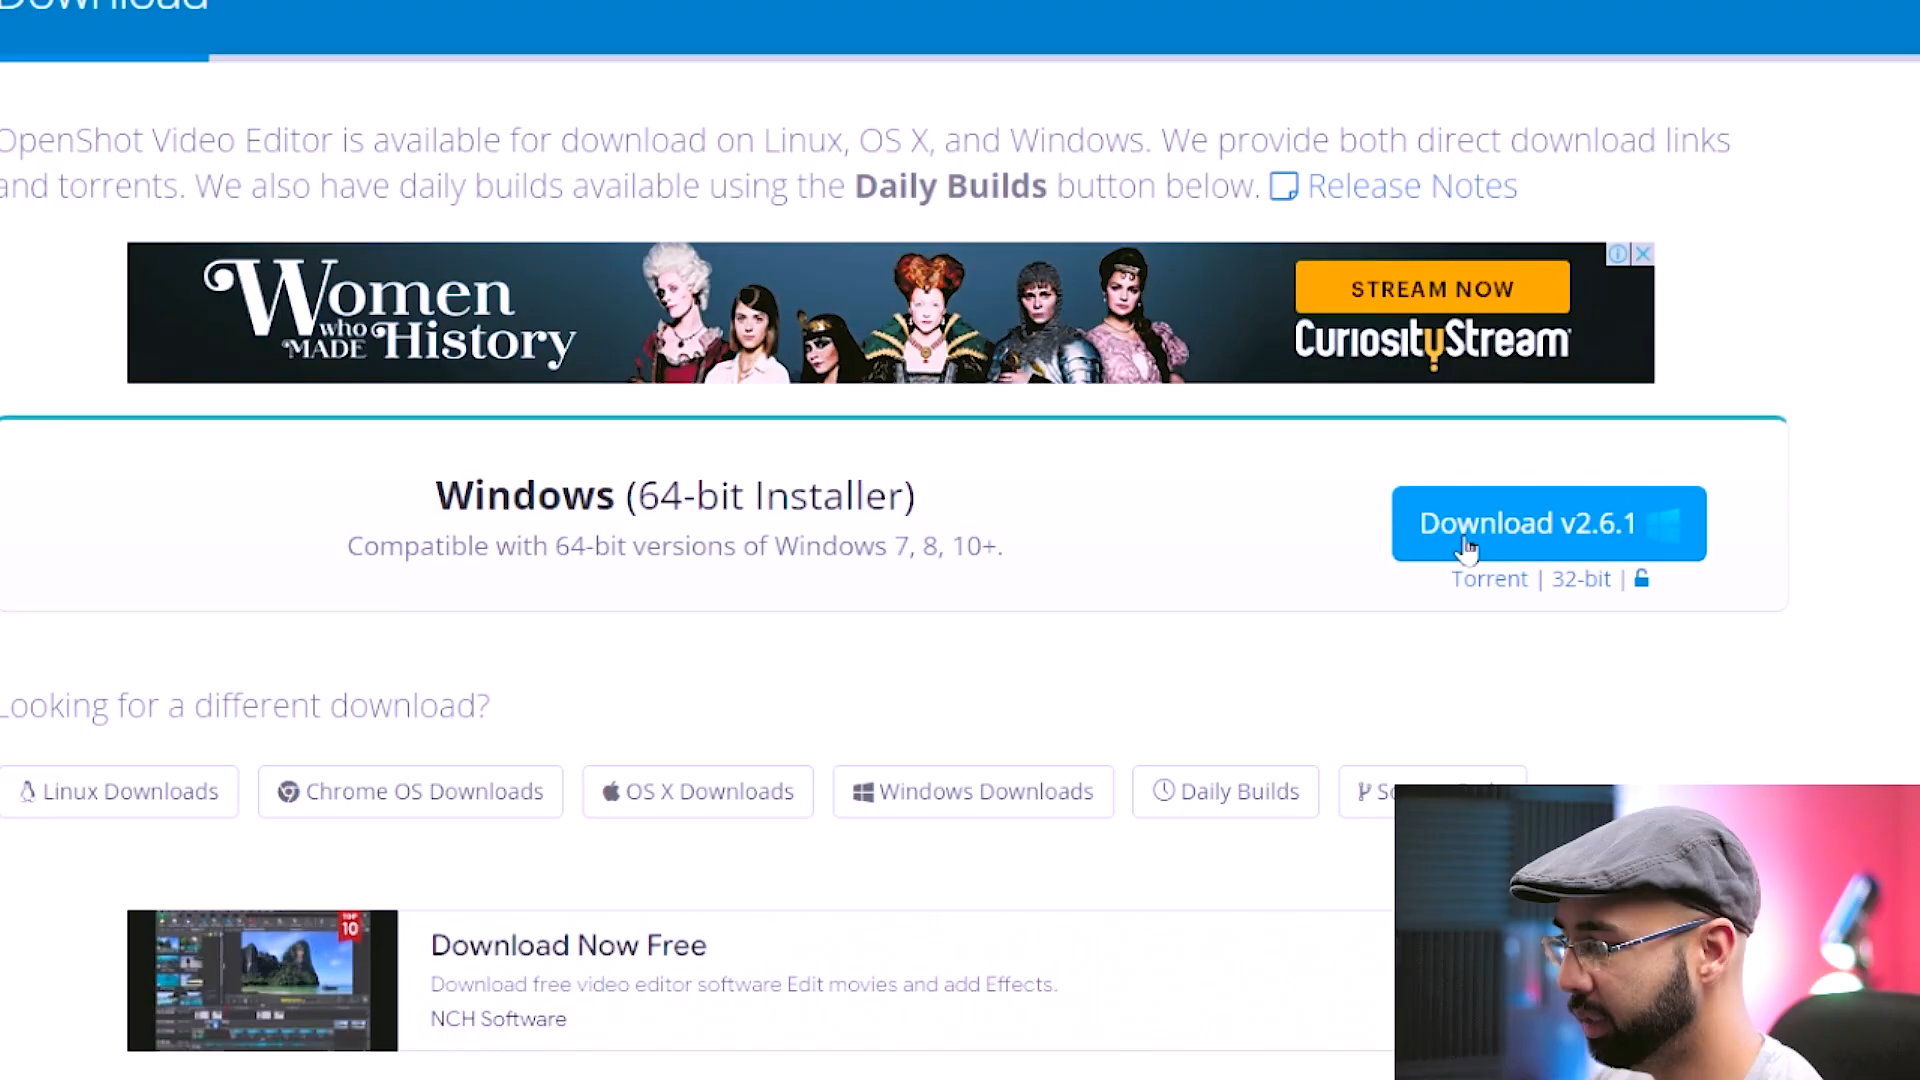 Download
OpenShot Video Editor is available for download on Linux, OS X, and Windows. We provide both direct download links
and torrents. We also have daily builds available using the Daily Builds button below. Release Notes
Women
who
MADE History
STREAM NOW
CuriosityStream
Windows (64-bit Installer)
Compatible with 64-bit versions of Windows 7, 8, 10+.
Download v2.6.1
Torrent | 32-bit |
Looking for a different download?
Linux Downloads
Chrome OS Downloads
OS X Downloads
Windows Downloads
Daily Builds
TOP
10
Download Now Free
Download free video editor software Edit movies and add Effects.
NCH Software